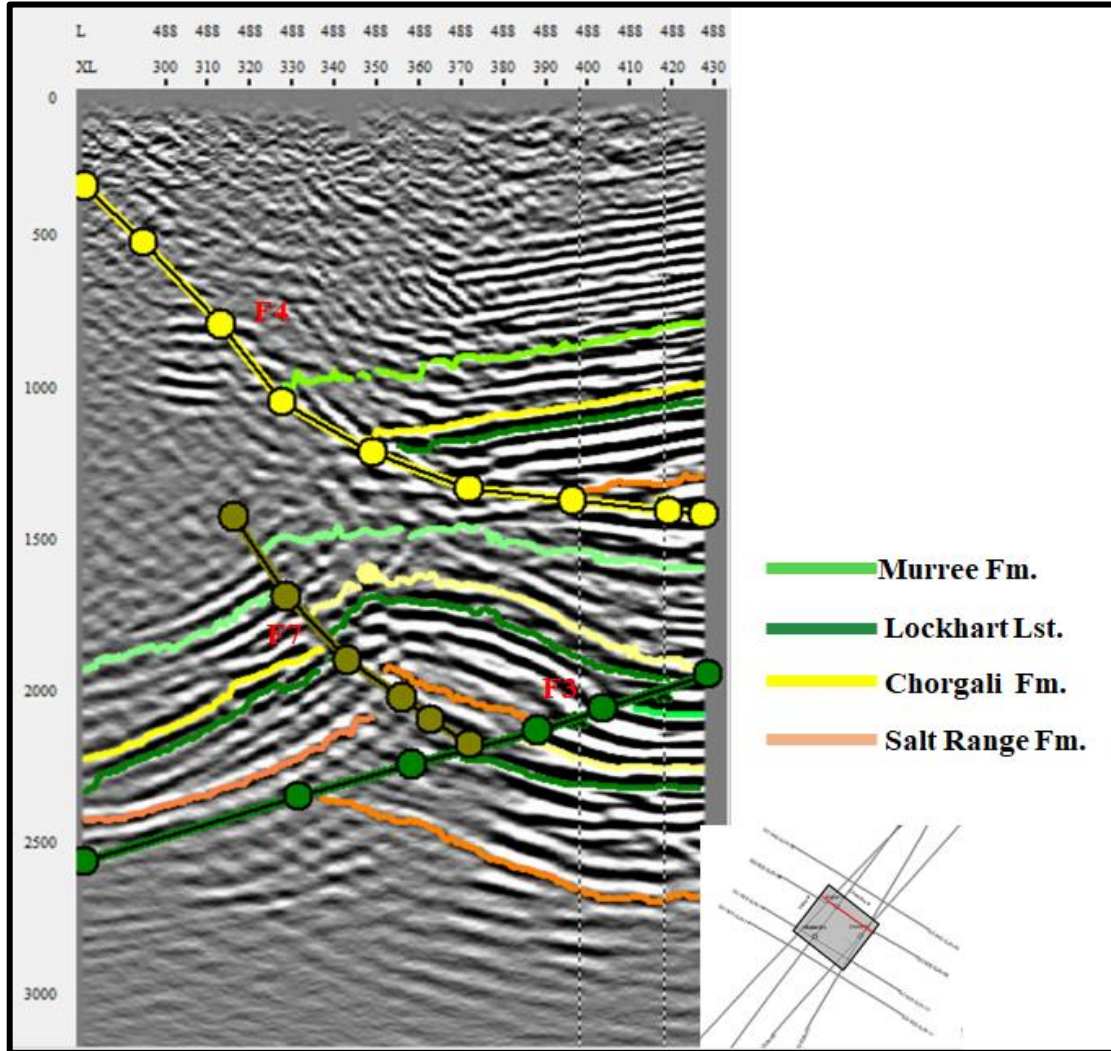 L 488 488 488 488 488 488 488 488 488 488 488 488 488 488
XL 300 310 320 330 340 350 360 372 380 390 400 410 420 430
0
500
F4
1000
1500
Murree Fm.
F7
Lockhart Lst.
F3
Chorgali Fm.
2000
Salt Range Fm.
2500
3000